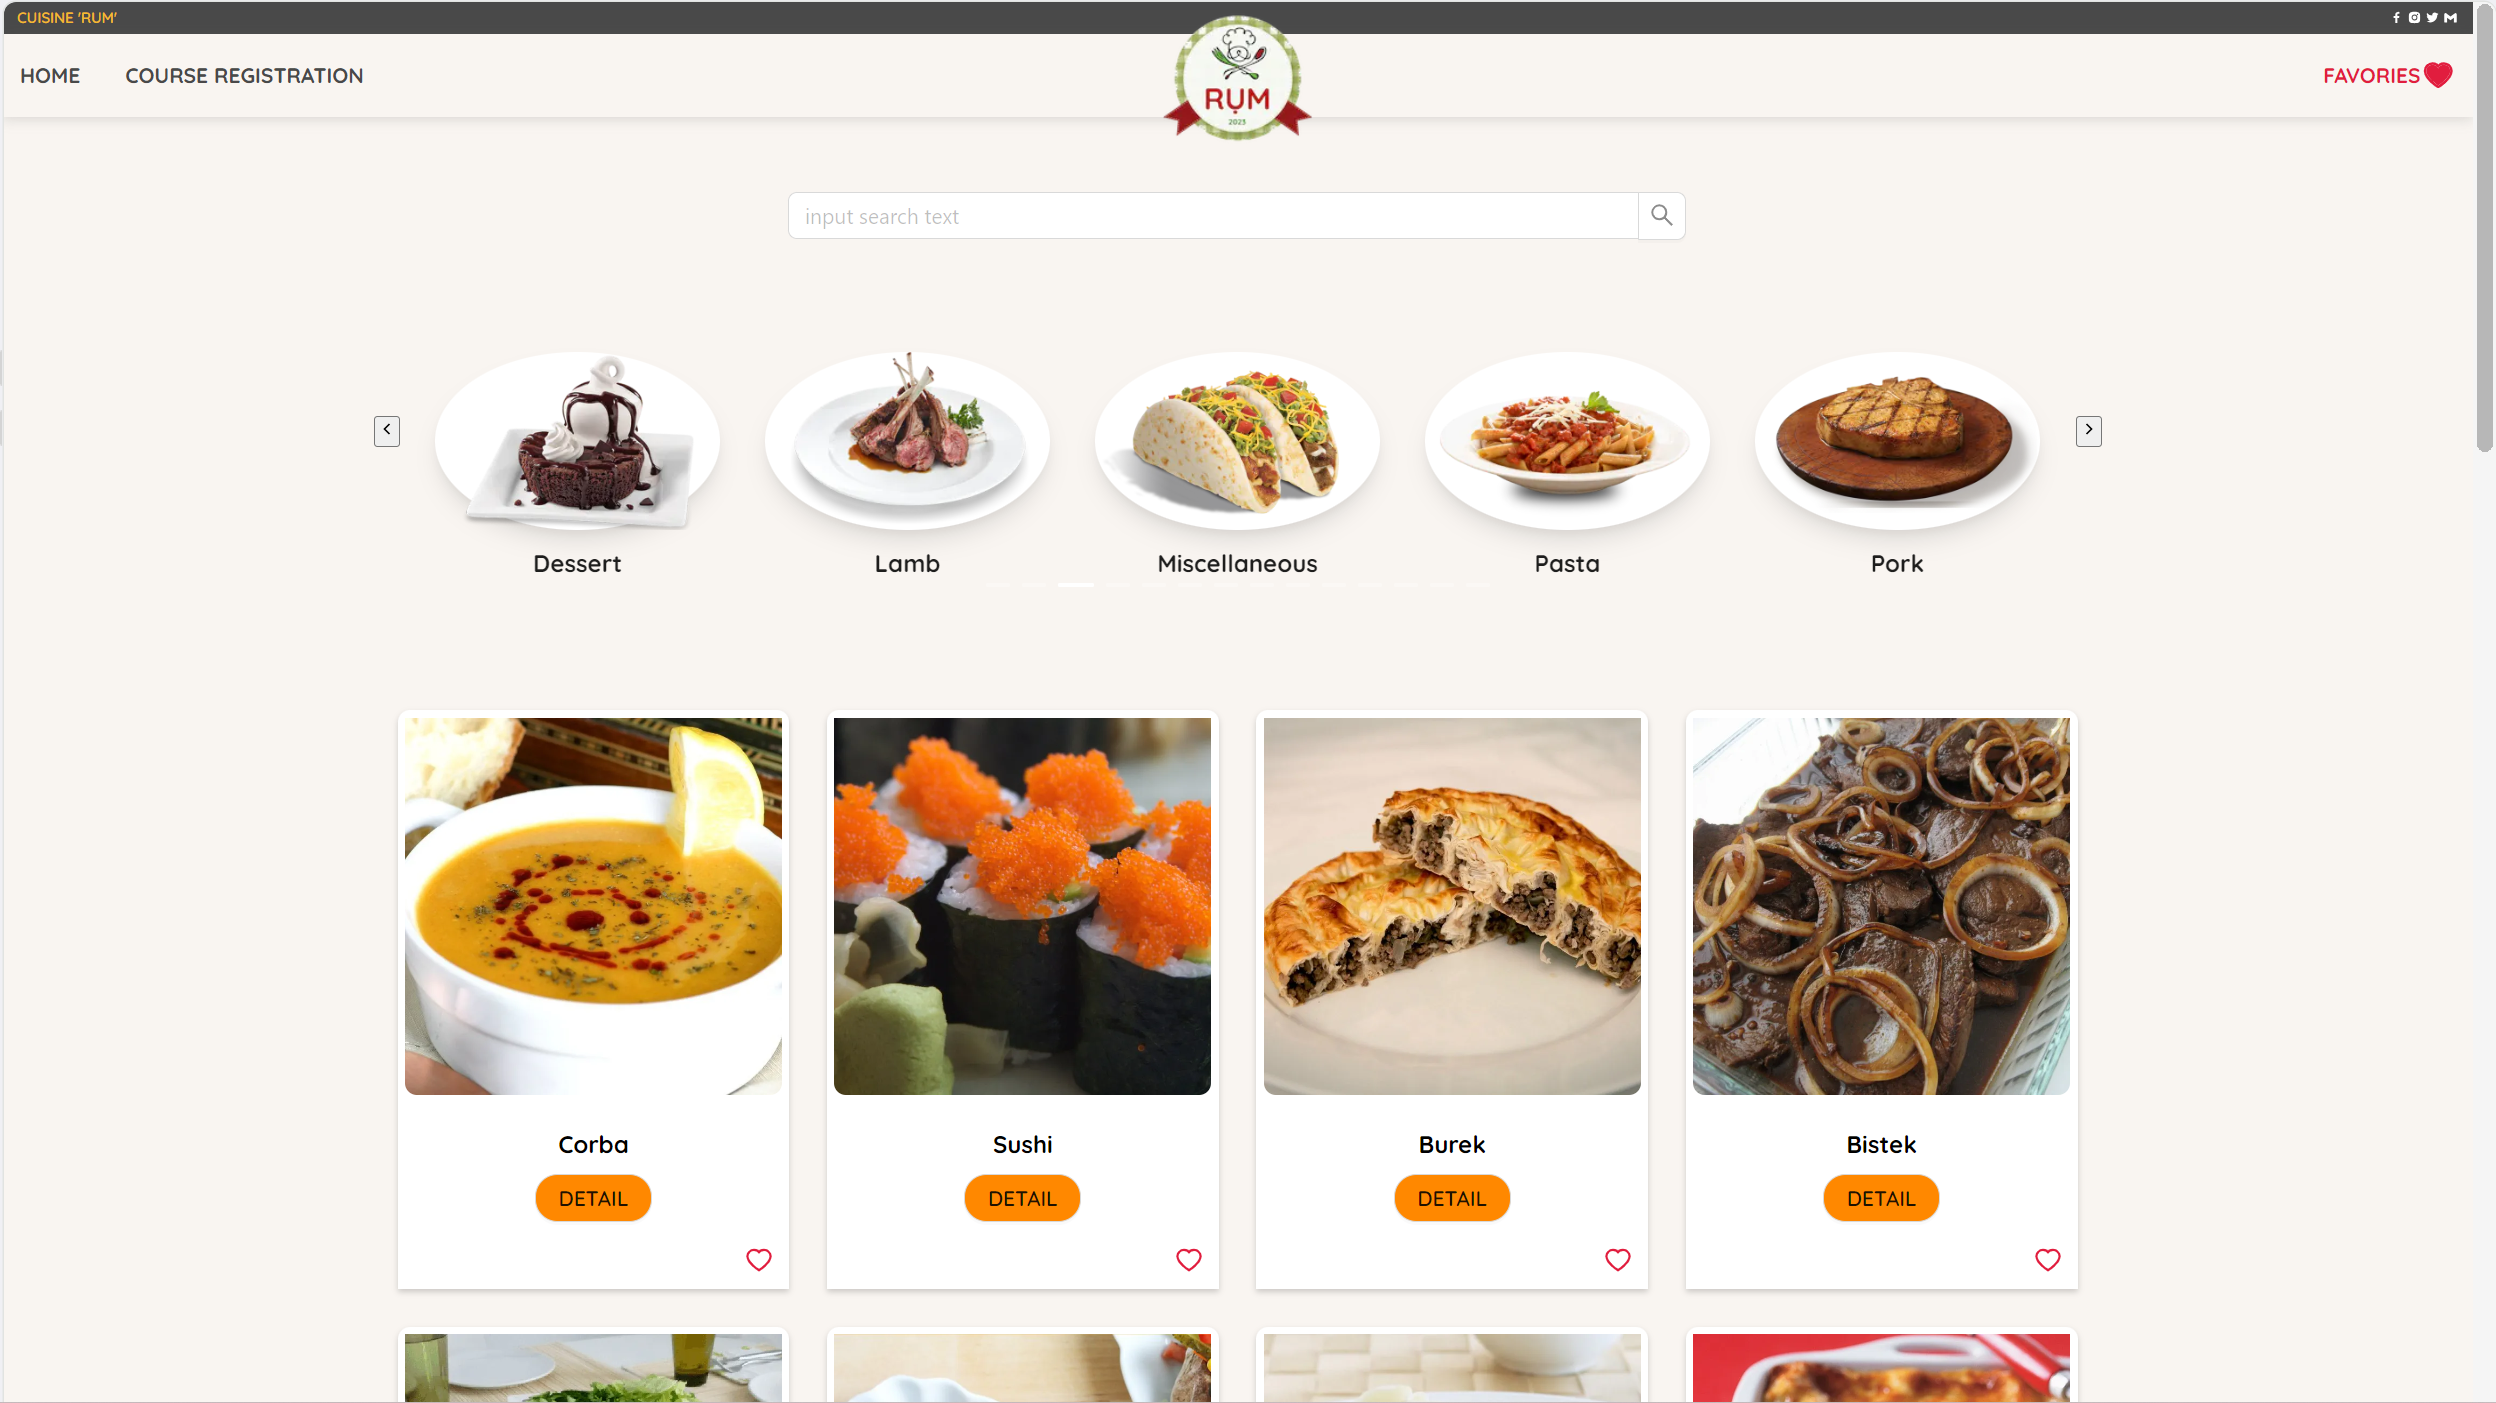 CUISINE 'RUM'
HOME
COURSE REGISTRATION
RỤM
2023
FAVORIES
input search text
Dessert
Lamb
Miscellaneous
Pasta
Pork
Corba
Sushi
Burek
Bistek
DETAIL
DETAIL
DETAIL
DETAIL